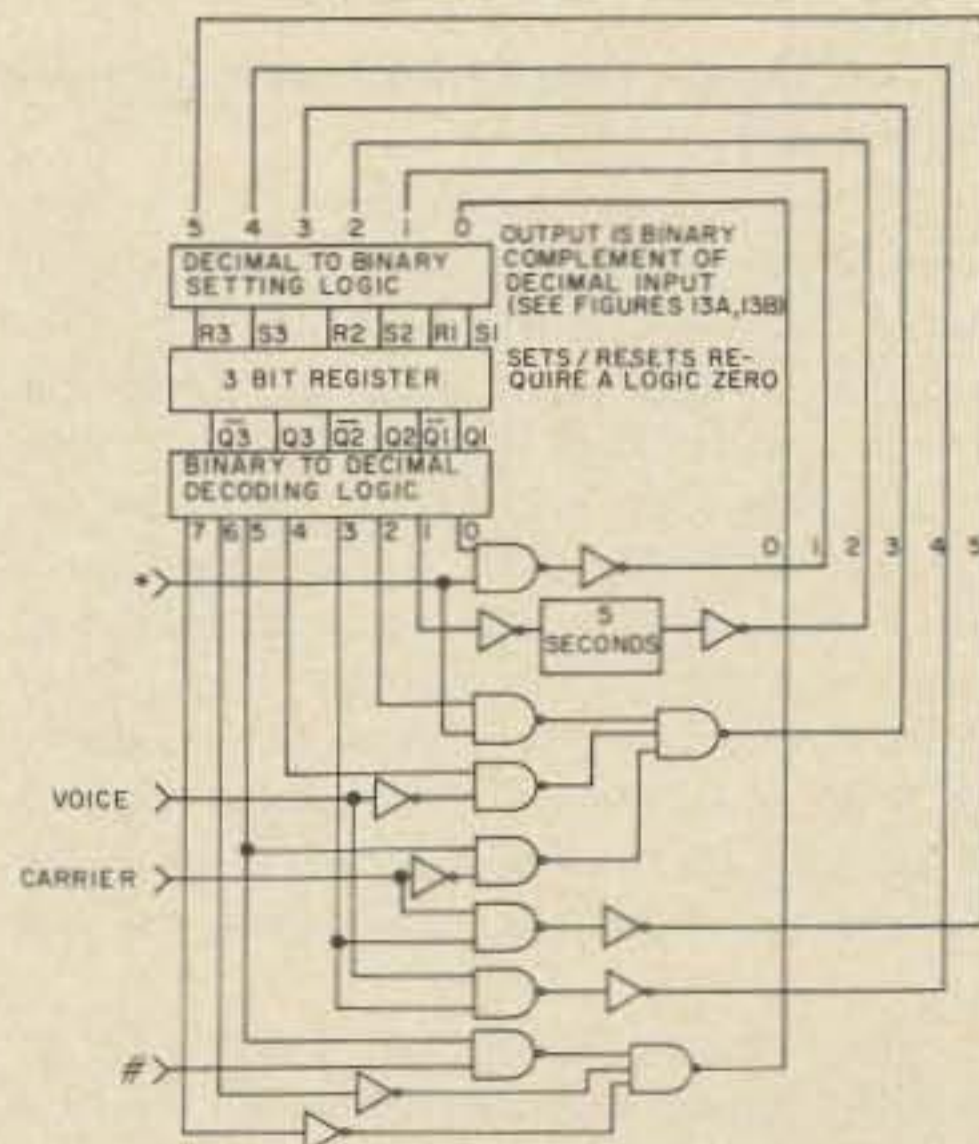 5 4 3 2 1 0
OUTPUT IS BINARY
COMPLEMENT OF
DECIMAL INPUT
(SEE FIGURES 13A,13B)
DECIMAL TO BINARY
SETTING LOGIC
R3 S3 R2 S2 R1 S1
SETS/RESETS RE-
QUIRE A LOGIC ZERO
3 BIT REGISTER
Q̅3 Q3 Q̅2 Q2 Q̅1 Q1
BINARY TO DECIMAL
DECODING LOGIC
7 6 5 4 3 2 1 0
0 1 2 3 4 5
*
5
SECONDS
VOICE
CARRIER
#